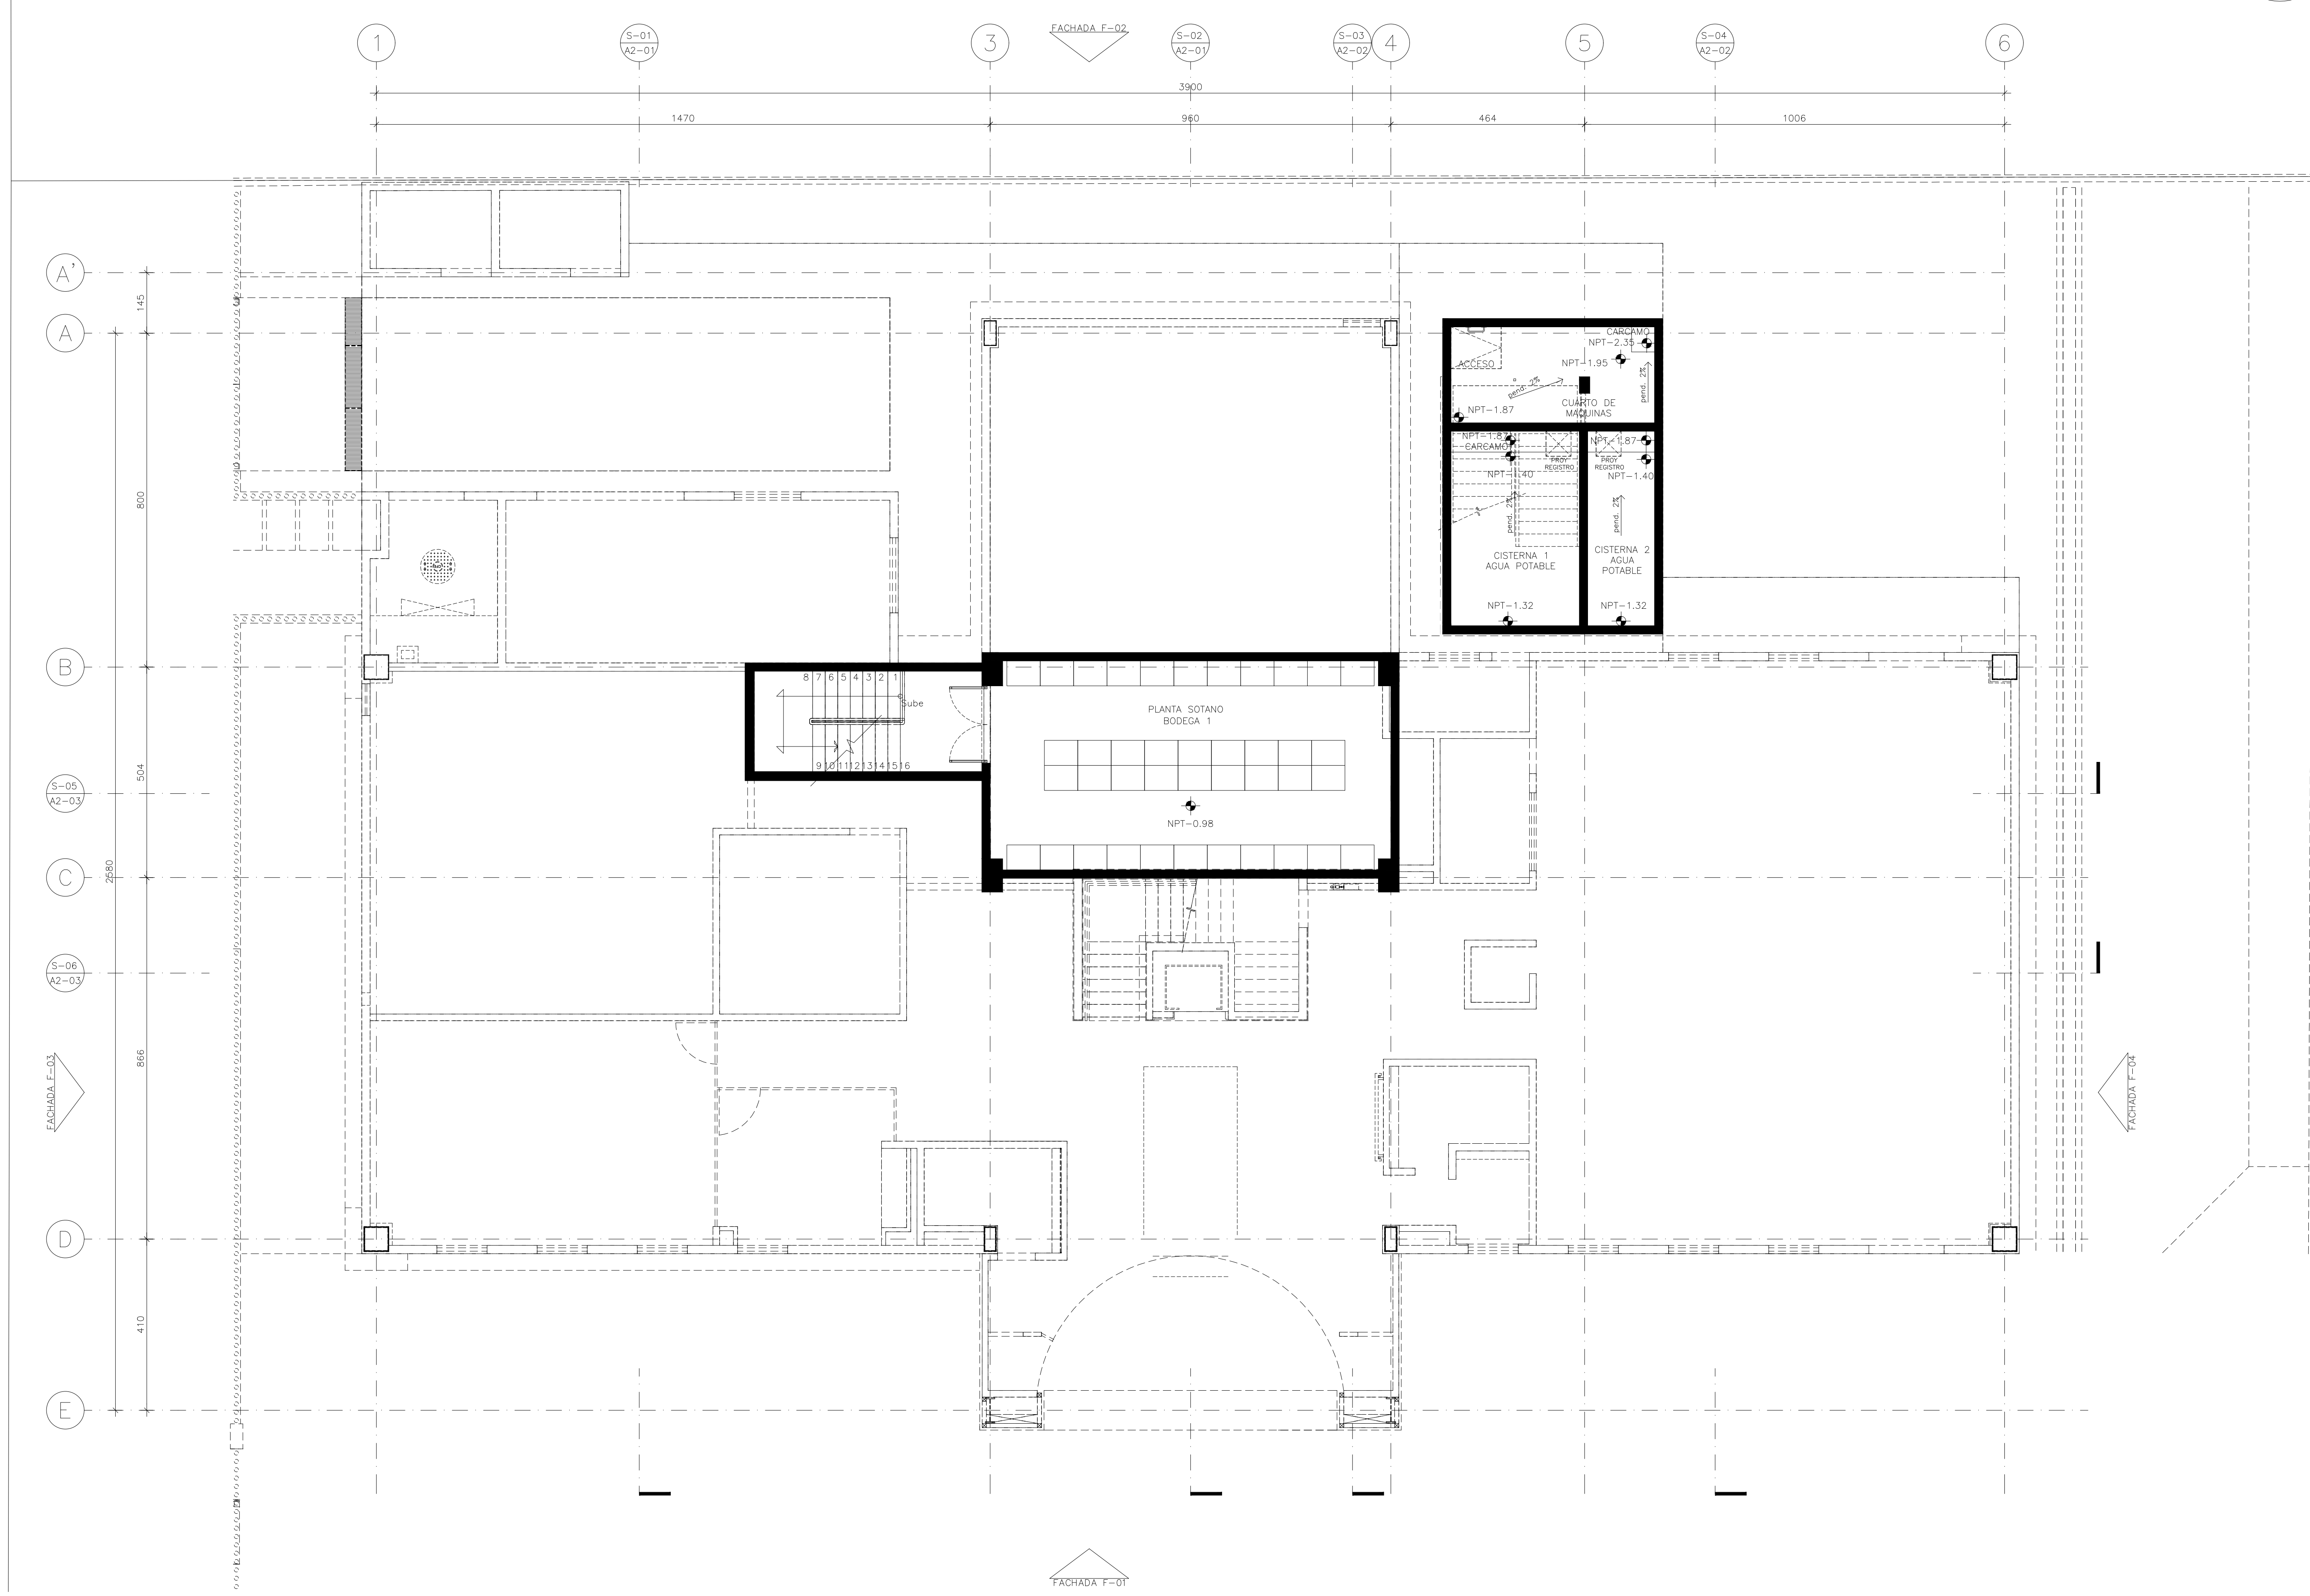 FACHADA F-02
1
S-01
A2-01
3
S-02
A2-01
S-03
A2-02
4
5
S-04
A2-02
6
3900
1470
960
464
1006
A'
145
A
CARCAMO
NPT-2.35
NPT-1.95
ACCESO
pend. 2%
pend. 2%
CUARTO DE
MAQUINAS
NPT-1.87
NPT-1.87
CARCAMO
NPT-1.87
PROY
REGISTRO
PROY
REGISTRO
NPT-1.40
NPT-1.40
800
pend. 2%
pend. 2%
CISTERNA 1
AGUA POTABLE
CISTERNA 2
AGUA
POTABLE
NPT-1.32
NPT-1.32
B
8 7 6 5 4 3 2 1
Sube
PLANTA SOTANO
BODEGA 1
9 10 11 12 13 14 15 16
504
S-05
A2-03
NPT-0.98
2680
C
S-06
A2-03
866
FACHADA F-03
FACHADA F-04
D
410
E
FACHADA F-01